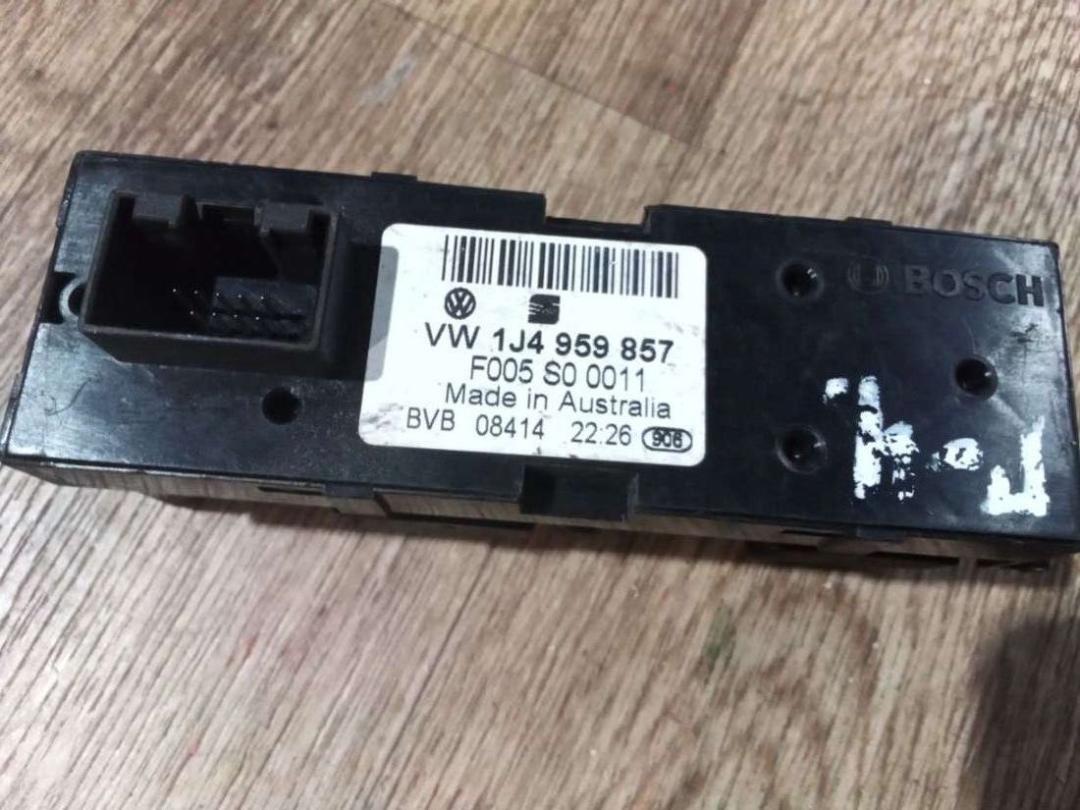 BOSCH
VW 1J4 959 857
F005 S0 0011
Made in Australia
BVB 08414 22:26 906